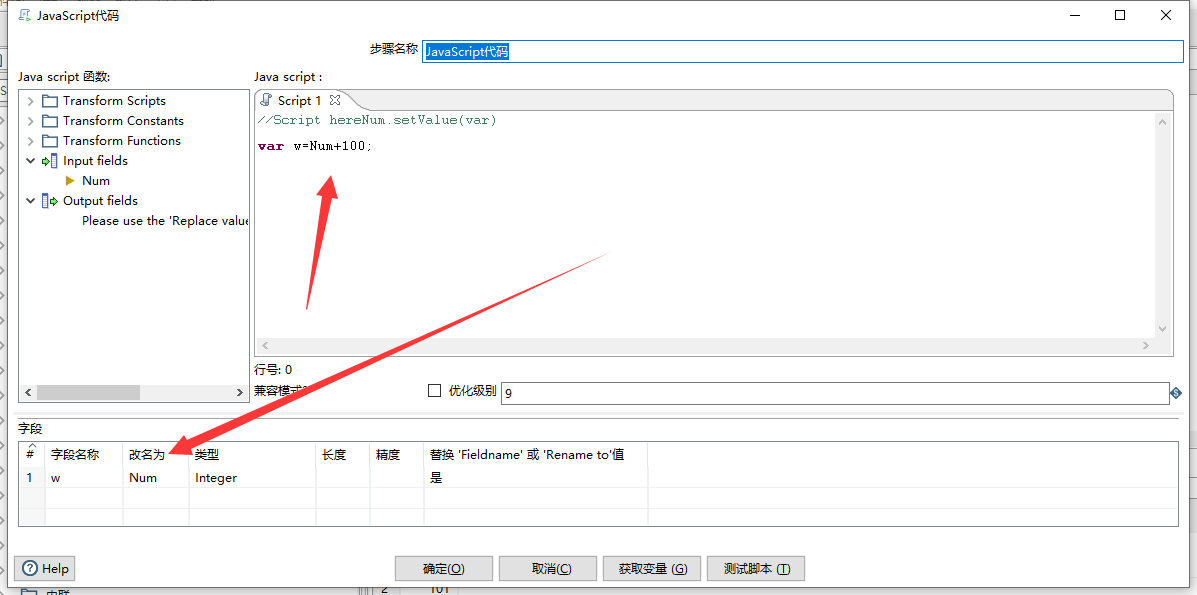 JavaScript代码
步骤名称 JavaScript代码
Java script 函数:
Java script :
Transform Scripts
Transform Constants
Transform Functions
Input fields
Num
Output fields
Please use the 'Replace value
Script 1
//Script hereNum.setValue(var)
var w=Num+100;
行号: 0
兼容模式
优化级别 9
字段
# 字段名称 改名为 类型 长度 精度 替换 'Fieldname' 或 'Rename to'值
1 w Num Integer 是
Help 确定(O) 取消(C) 获取变量 (G) 测试脚本 (T)
2 101